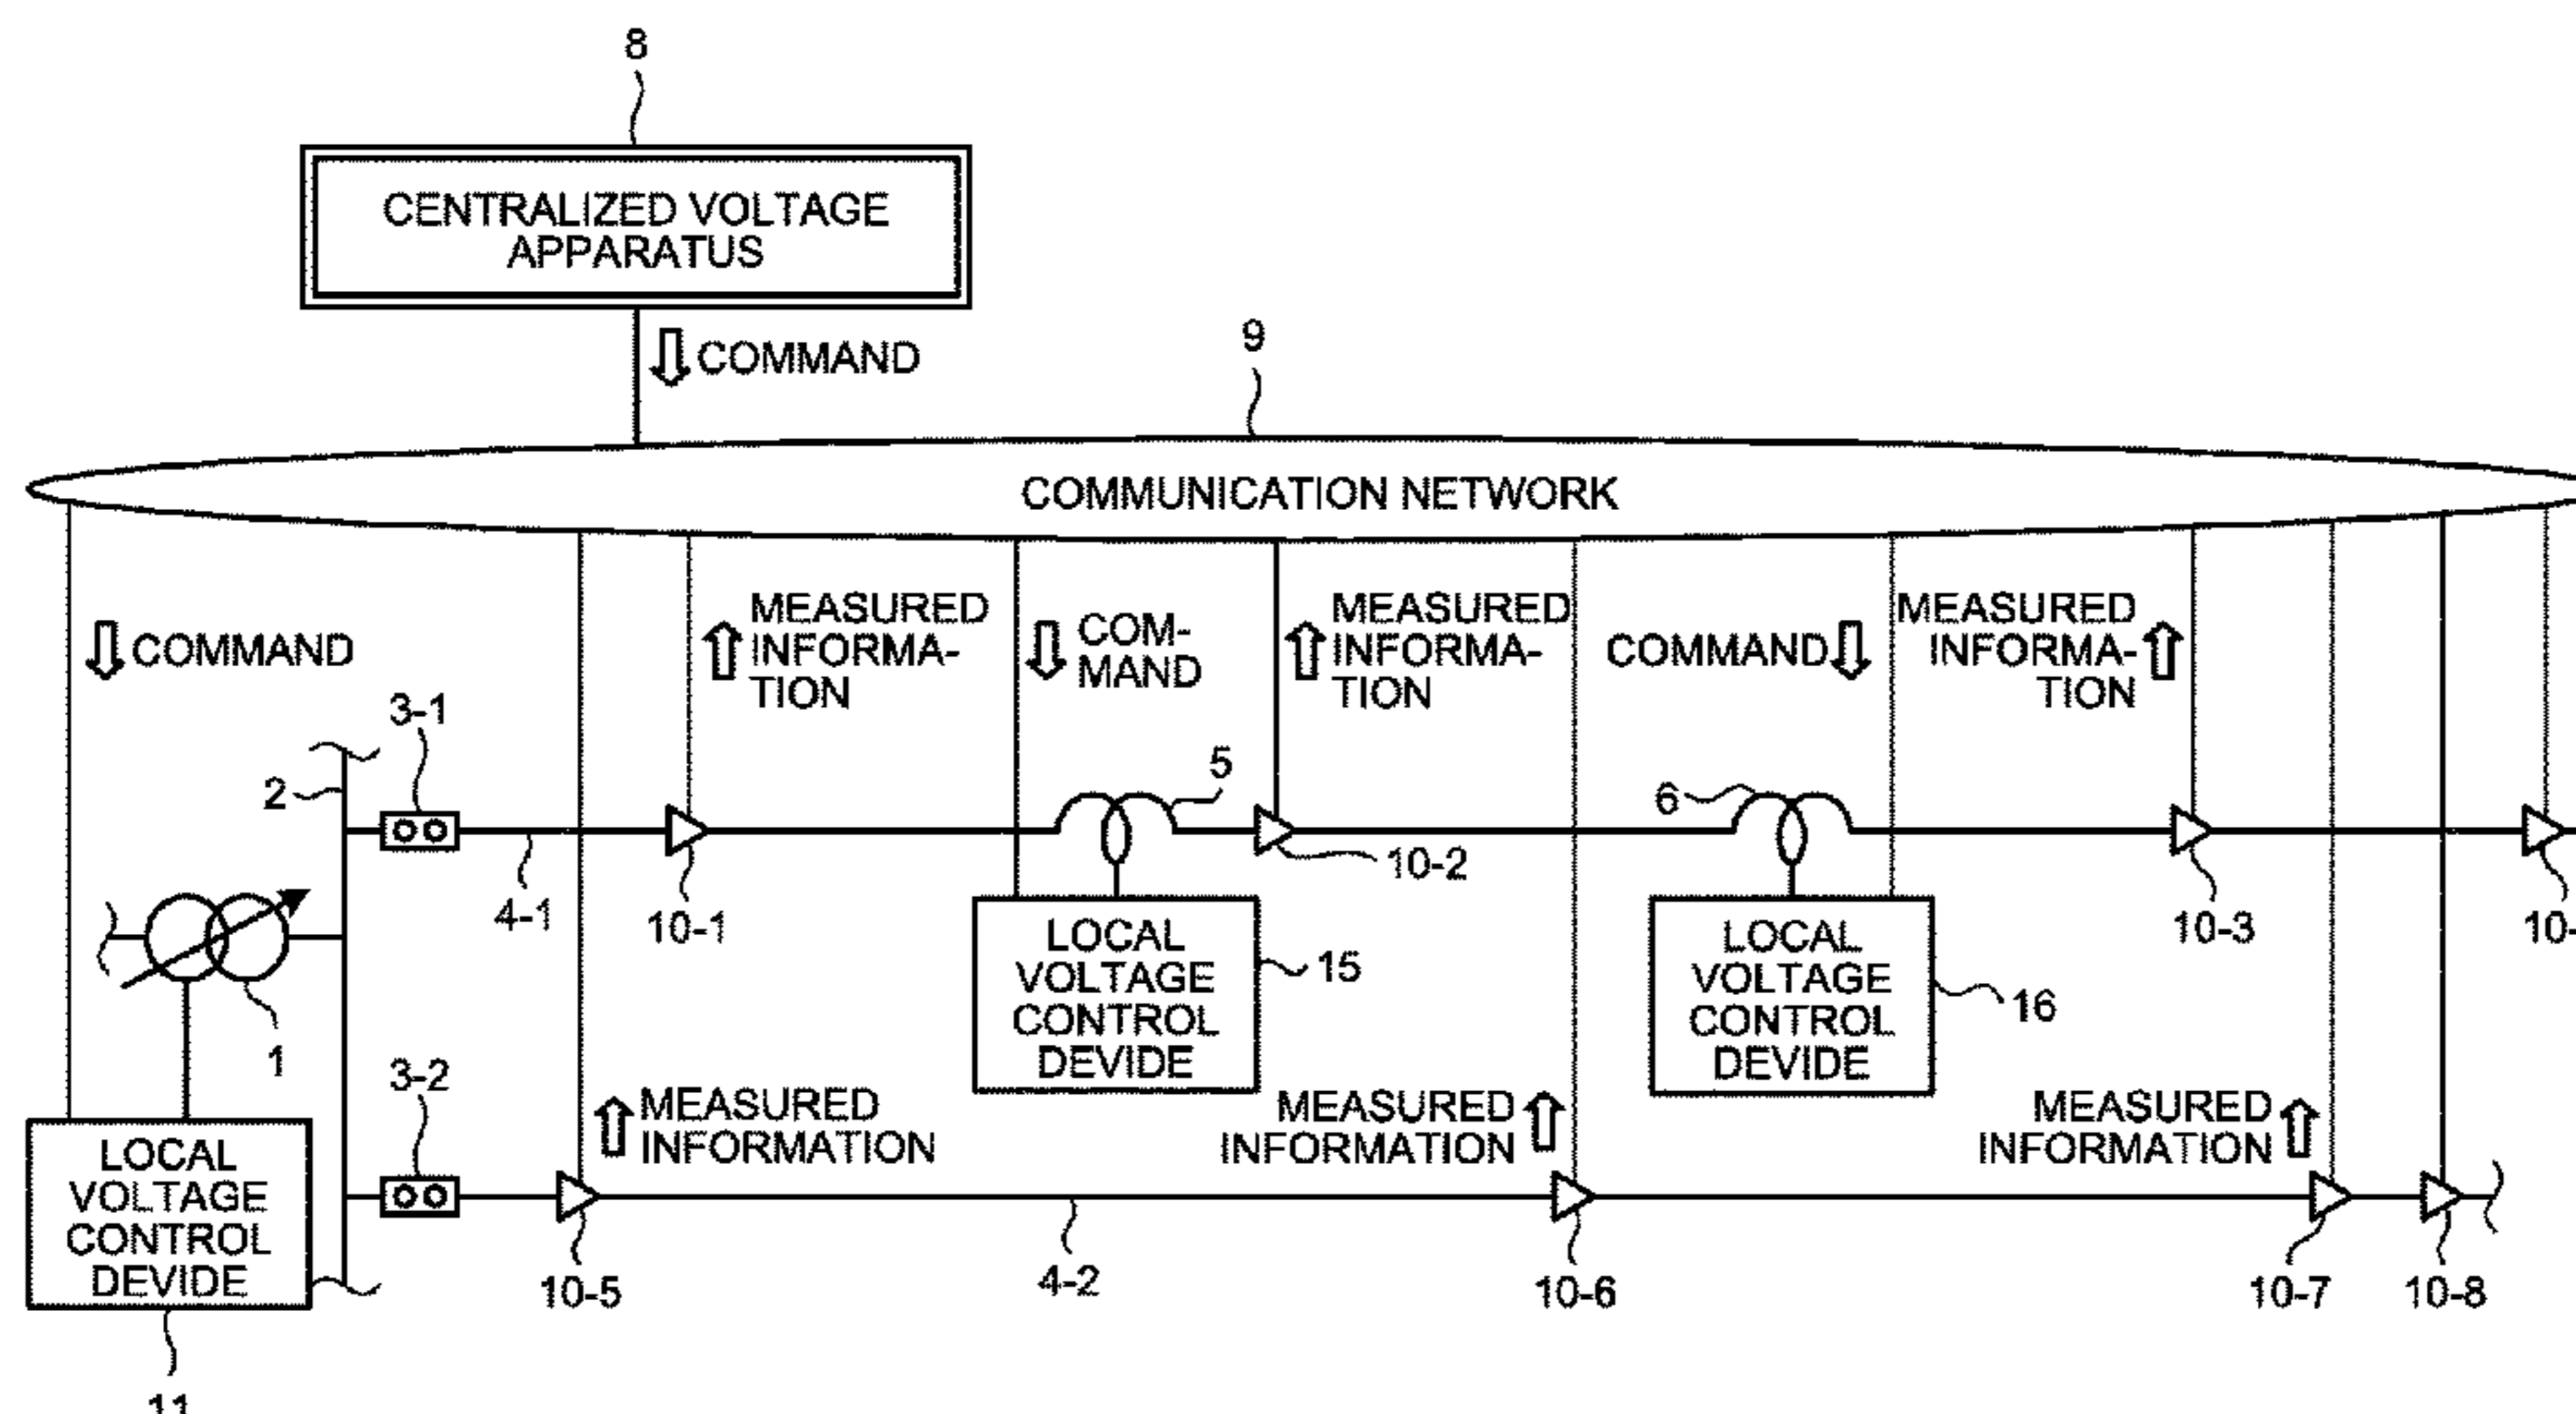 8
CENTRALIZED VOLTAGE
APPARATUS
COMMAND
9
COMMUNICATION NETWORK
COMMAND
MEASURED
INFORMA-
TION
COM-
MAND
MEASURED
INFORMA-
TION
COMMAND
MEASURED
INFORMA-
TION
3-1
2
5
6
4-1
10-1
10-2
10-3
10-
1
LOCAL
VOLTAGE
CONTROL
DEVIDE
15
LOCAL
VOLTAGE
CONTROL
DEVIDE
16
3-2
MEASURED
INFORMATION
MEASURED
INFORMATION
MEASURED
INFORMATION
LOCAL
VOLTAGE
CONTROL
DEVIDE
10-5
4-2
10-6
10-7
10-8
11